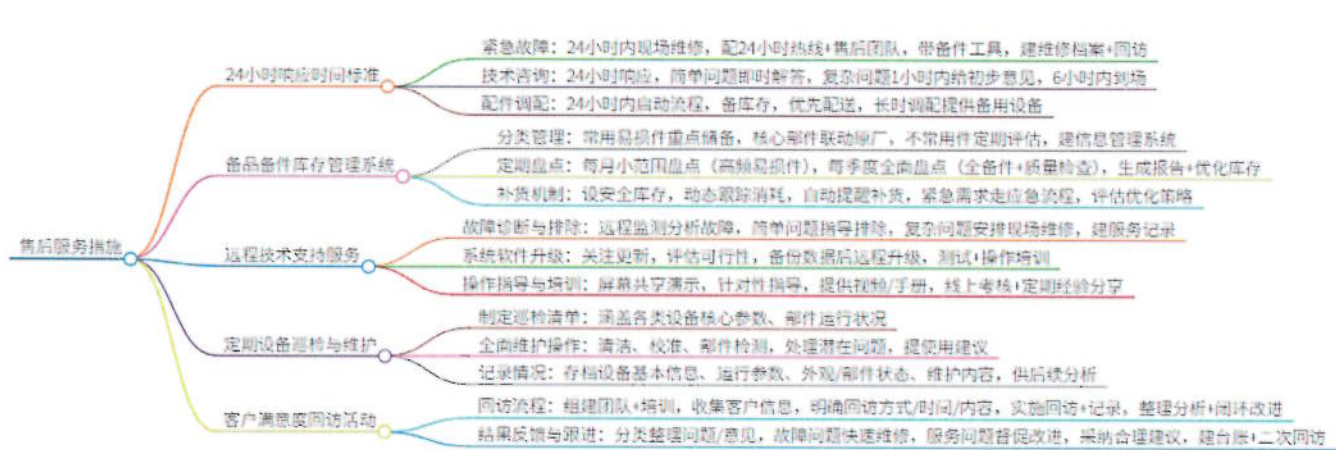 售后服务措施
24小时响应时间标准
紧急故障：24小时内现场维修，配24小时热线+售后团队，带备件工具，建维修档案+回访
技术咨询：24小时响应，简单问题即时解答，复杂问题1小时内给初步意见，6小时内到场
配件调配：24小时内启动流程，备库存，优先配送，长时调配提供备用设备
备品备件库存管理系统
分类管理：常用易损件重点储备，核心部件联动原厂，不常用件定期评估，建信息管理系统
定期盘点：每月小范围盘点（高频易损件），每季度全面盘点（全备件+质量检查），生成报告+优化库存
补货机制：设安全库存，动态跟踪消耗，自动提醒补货，紧急需求走应急流程，评估优化策略
远程技术支持服务
故障诊断与排除：远程监测分析故障，简单问题指导排除，复杂问题安排现场维修，建服务记录
系统软件升级：关注更新，评估可行性，备份数据后远程升级，测试+操作培训
操作指导与培训：屏幕共享演示，针对性指导，提供视频/手册，线上考核+定期经验分享
定期设备巡检与维护
制定巡检清单：涵盖各类设备核心参数、部件运行状况
全面维护操作：清洁、校准、部件检测，处理潜在问题，提使用建议
记录情况：存档设备基本信息、运行参数、外观/部件状态、维护内容，供后续分析
客户满意度回访活动
回访流程：组建团队+培训，收集客户信息，明确回访方式/时间/内容，实施回访+记录，整理分析+闭环改进
结果反馈与跟进：分类整理问题/意见，故障问题快速维修，服务问题督促改进，采纳合理建议，建台账+二次回访